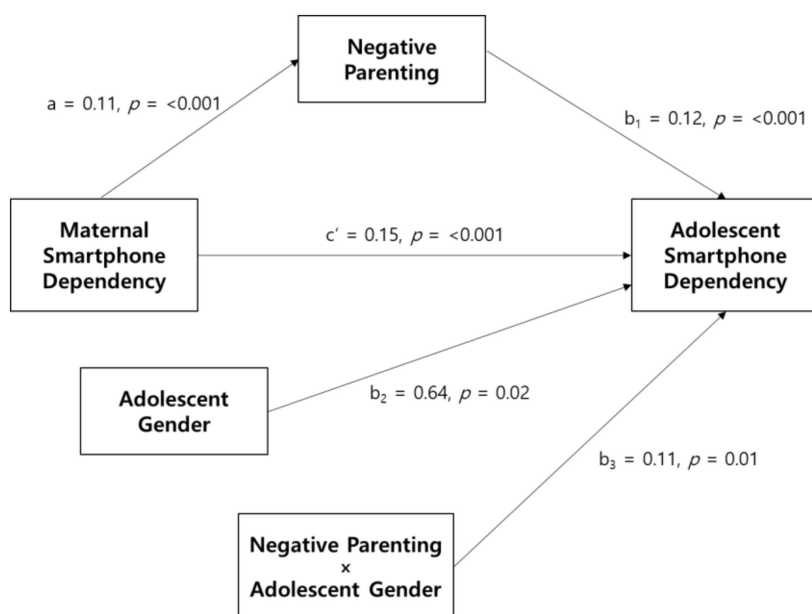 Negative
Parenting
a = 0.11, p = <0.001
b₁ = 0.12, p = <0.001
Maternal
Smartphone
Dependency
c‘ = 0.15, p = <0.001
Adolescent
Smartphone
Dependency
Adolescent
Gender
b₂ = 0.64, p = 0.02
b₃ = 0.11, p = 0.01
Negative Parenting
x
Adolescent Gender